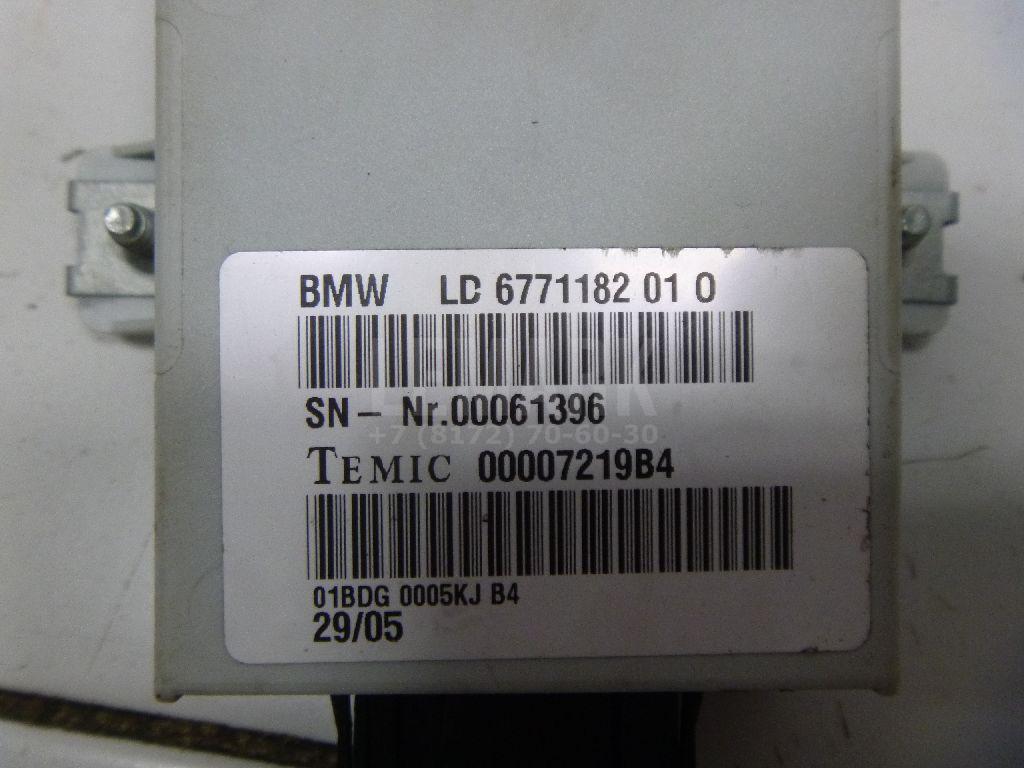 BMW LD 6771182 01 0
LEMARK
SN – Nr.00061396
+7 (8172) 70-60-30
TEMIC 00007219B4
01BDG 0005KJ B4
29/05